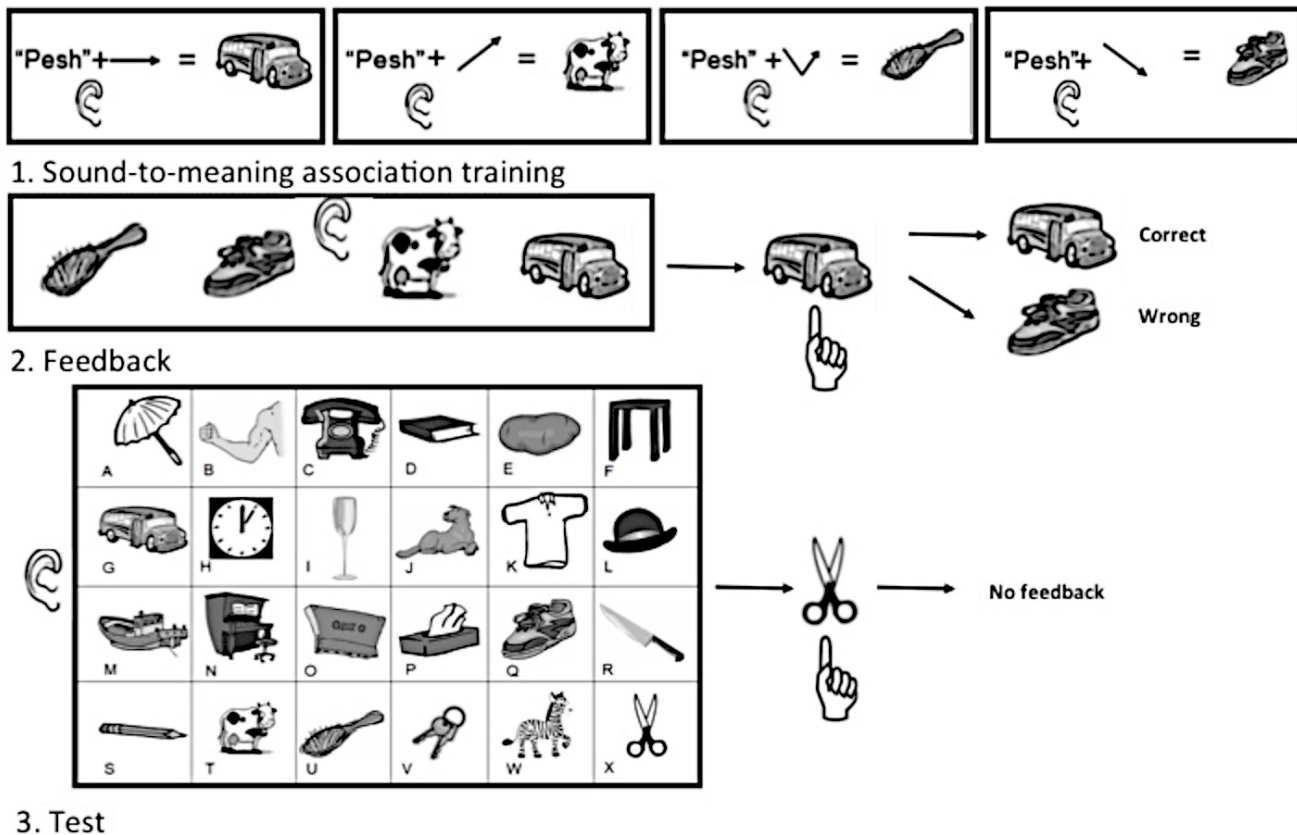 "Pesh"+ =
"Pesh"+ =
"Pesh" + =
"Pesh"+ =
1. Sound-to-meaning association training
Correct
Wrong
2. Feedback
A B C D E F
G H I J K L
M N O P Q R
S T U V W X
No feedback
3. Test